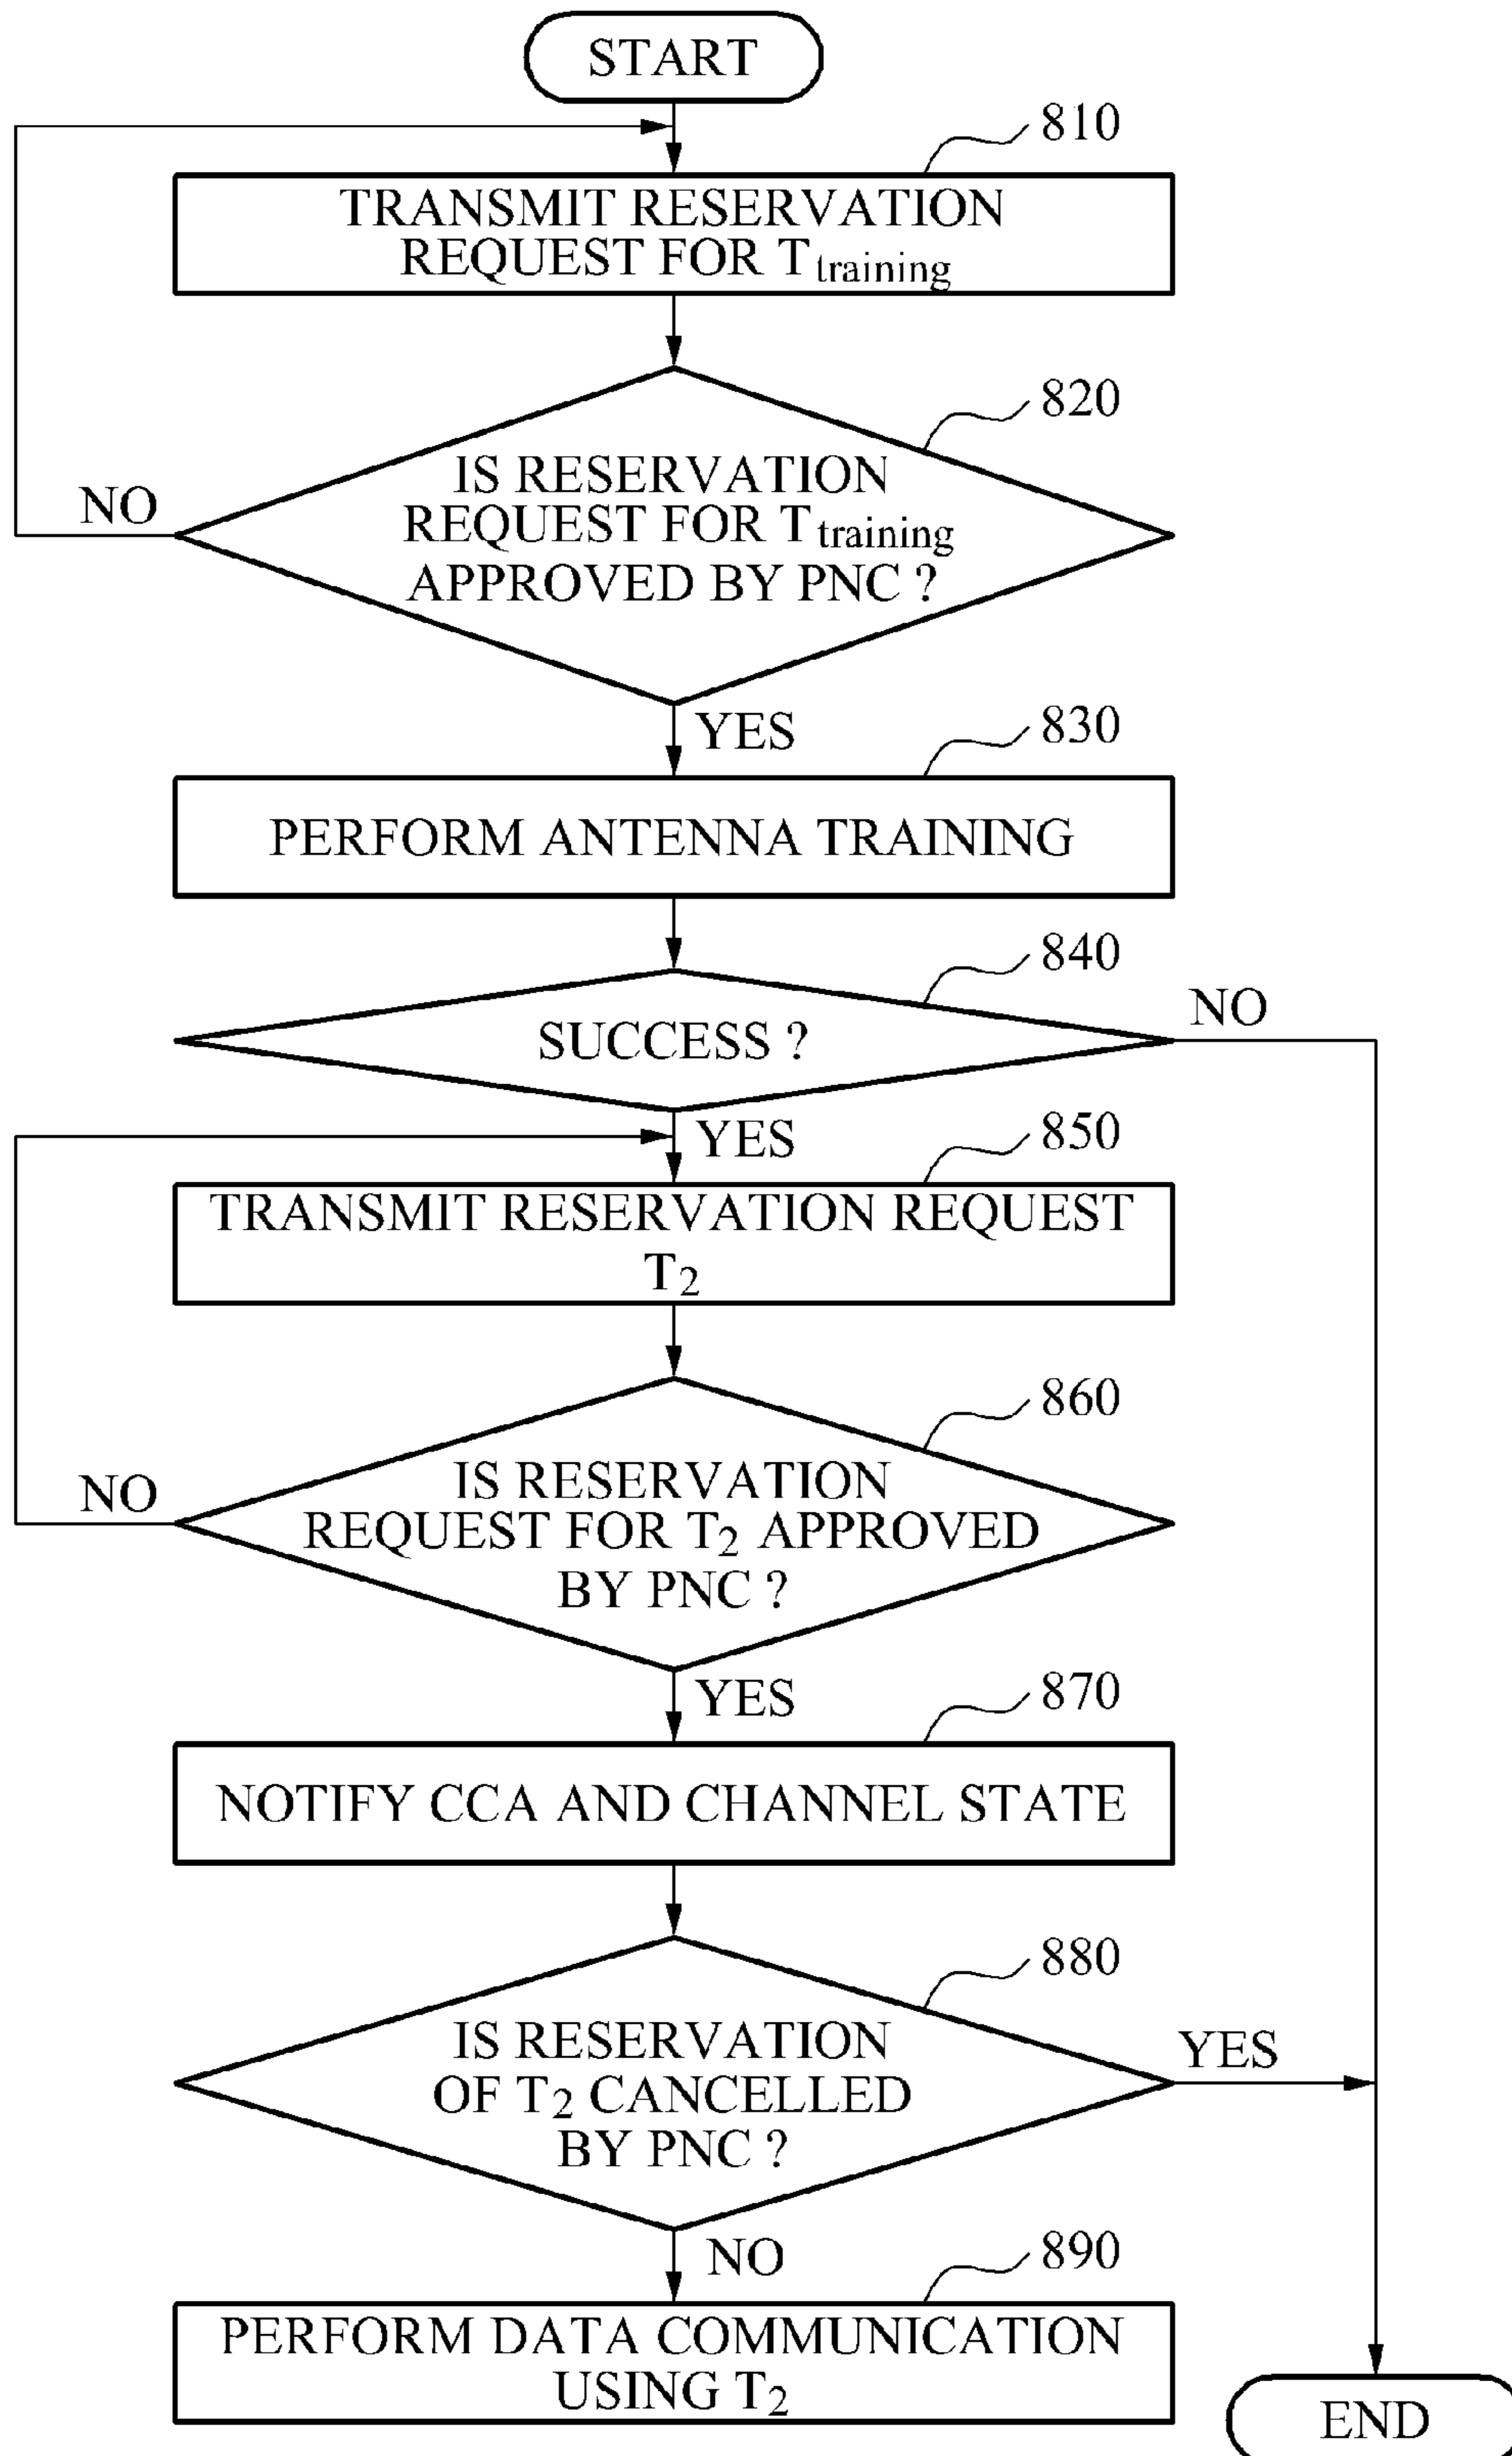 START
810
TRANSMIT RESERVATION
REQUEST FOR Ttraining
820
IS RESERVATION
REQUEST FOR Ttraining
APPROVED BY PNC ?
NO
YES
830
PERFORM ANTENNA TRAINING
840
SUCCESS ?
NO
YES
850
TRANSMIT RESERVATION REQUEST
T2
860
IS RESERVATION
REQUEST FOR T2 APPROVED
BY PNC ?
NO
YES
870
NOTIFY CCA AND CHANNEL STATE
880
IS RESERVATION
OF T2 CANCELLED
BY PNC ?
YES
NO
890
PERFORM DATA COMMUNICATION
USING T2
END